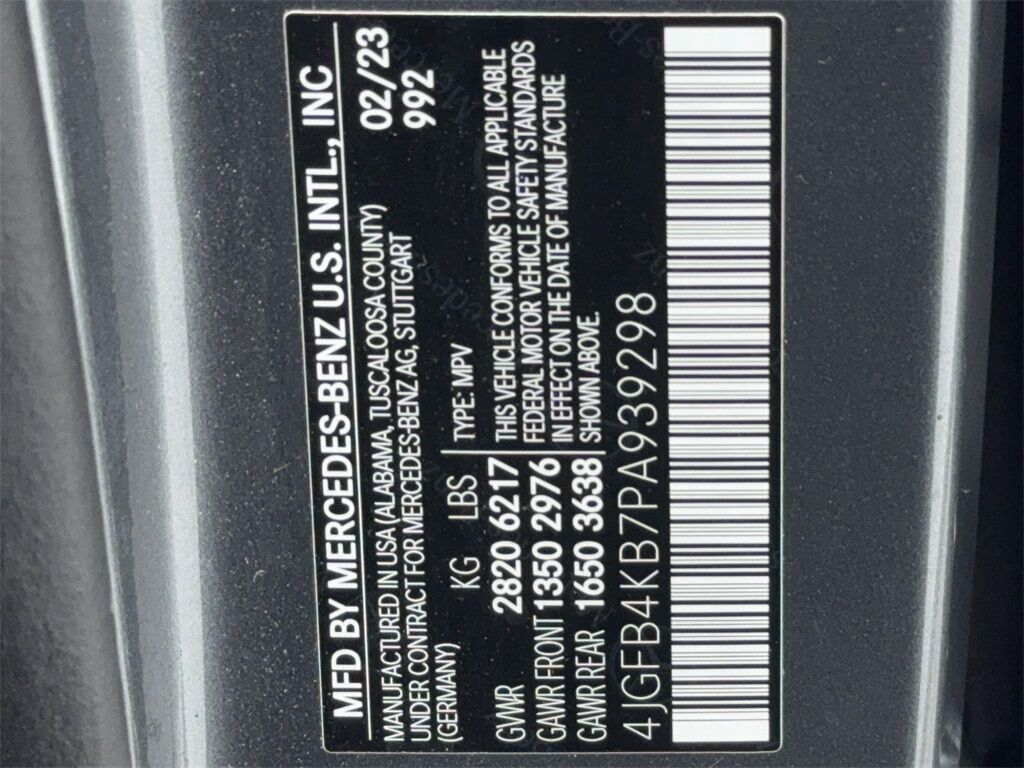 MFD BY MERCEDES-BENZ U.S. INTL., INC
MANUFACTURED IN USA (ALABAMA, TUSCALOOSA COUNTY) 02/23
UNDER CONTRACT FOR MERCEDES-BENZ AG, STUTTGART 992
(GERMANY)
KG LBS TYPE: MPV
GVWR 2820 6217
GAWR FRONT 1350 2976
GAWR REAR 1650 3638
THIS VEHICLE CONFORMS TO ALL APPLICABLE
FEDERAL MOTOR VEHICLE SAFETY STANDARDS
IN EFFECT ON THE DATE OF MANUFACTURE
SHOWN ABOVE.
4JGFB4KB7PA939298